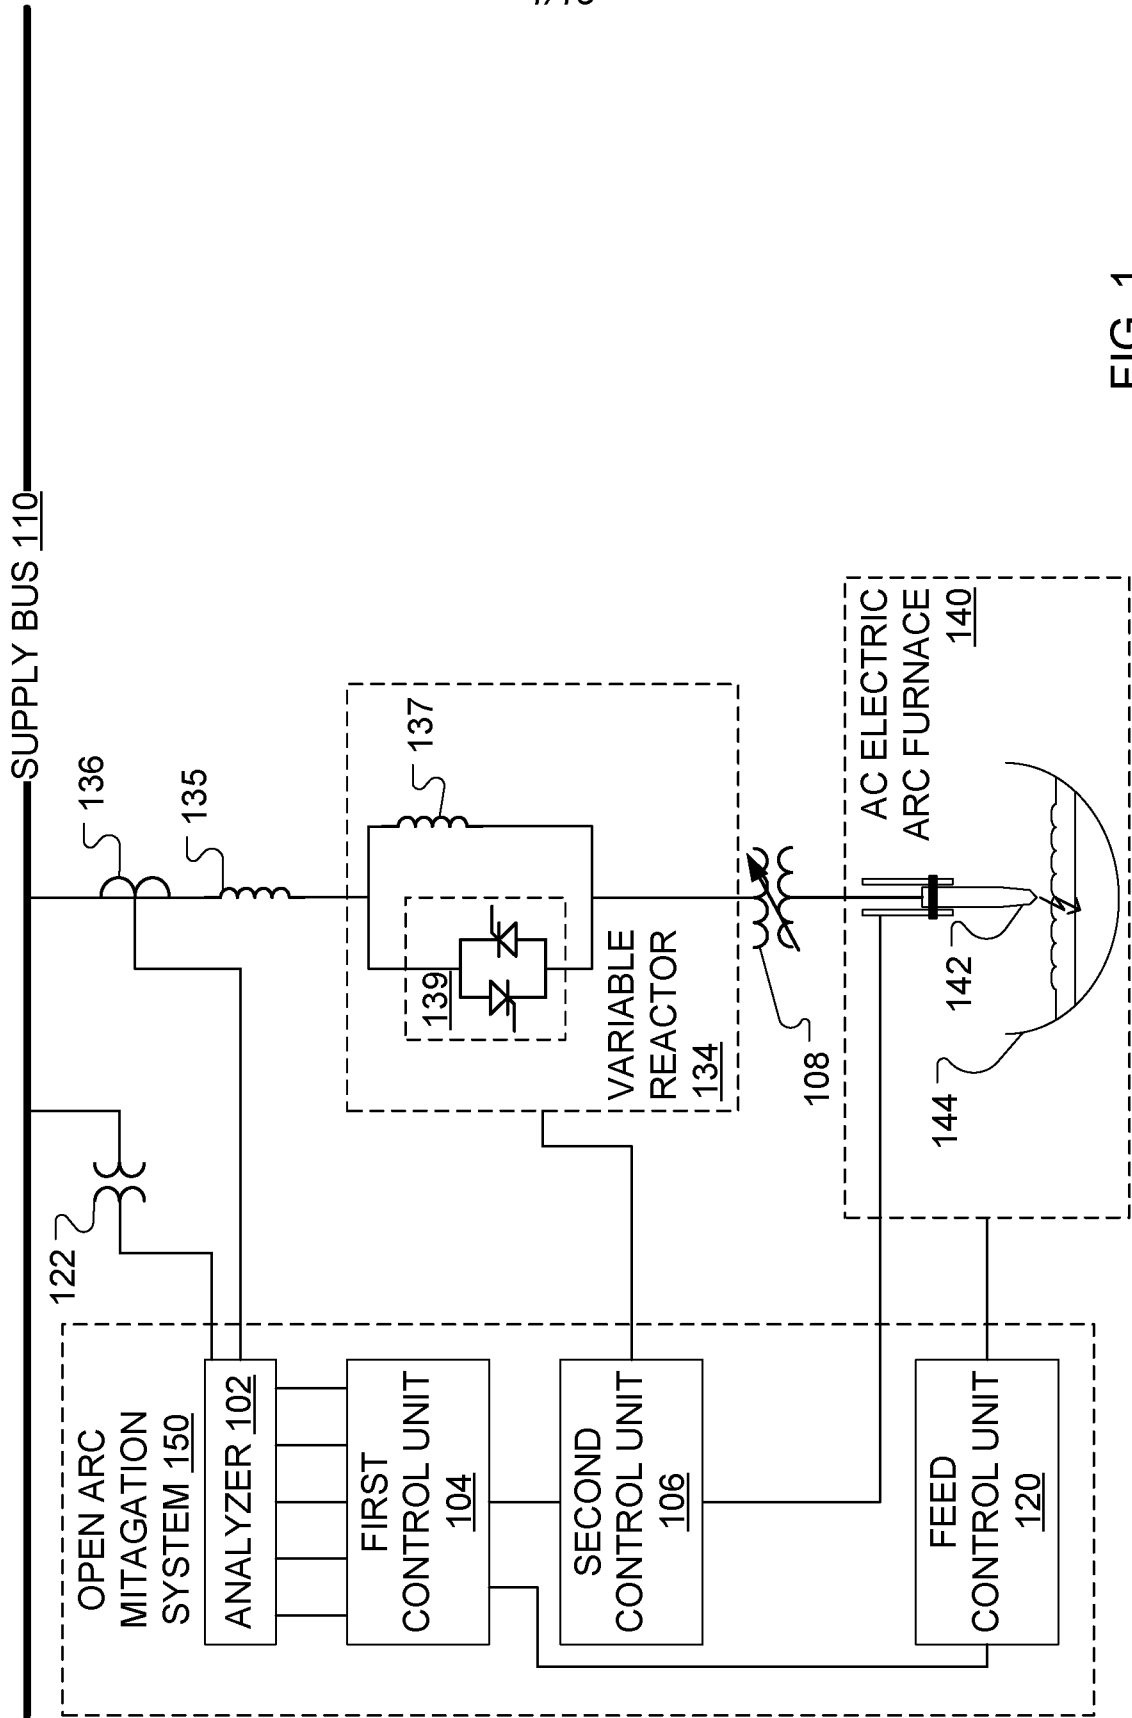 SUPPLY BUS 110
136
135
137
122
139
VARIABLE
REACTOR
134
108
OPEN ARC
MITAGATION
SYSTEM 150
ANALYZER 102
FIRST
CONTROL UNIT
104
SECOND
CONTROL UNIT
106
FEED
CONTROL UNIT
120
AC ELECTRIC
ARC FURNACE
140
142
144
FIG. 1